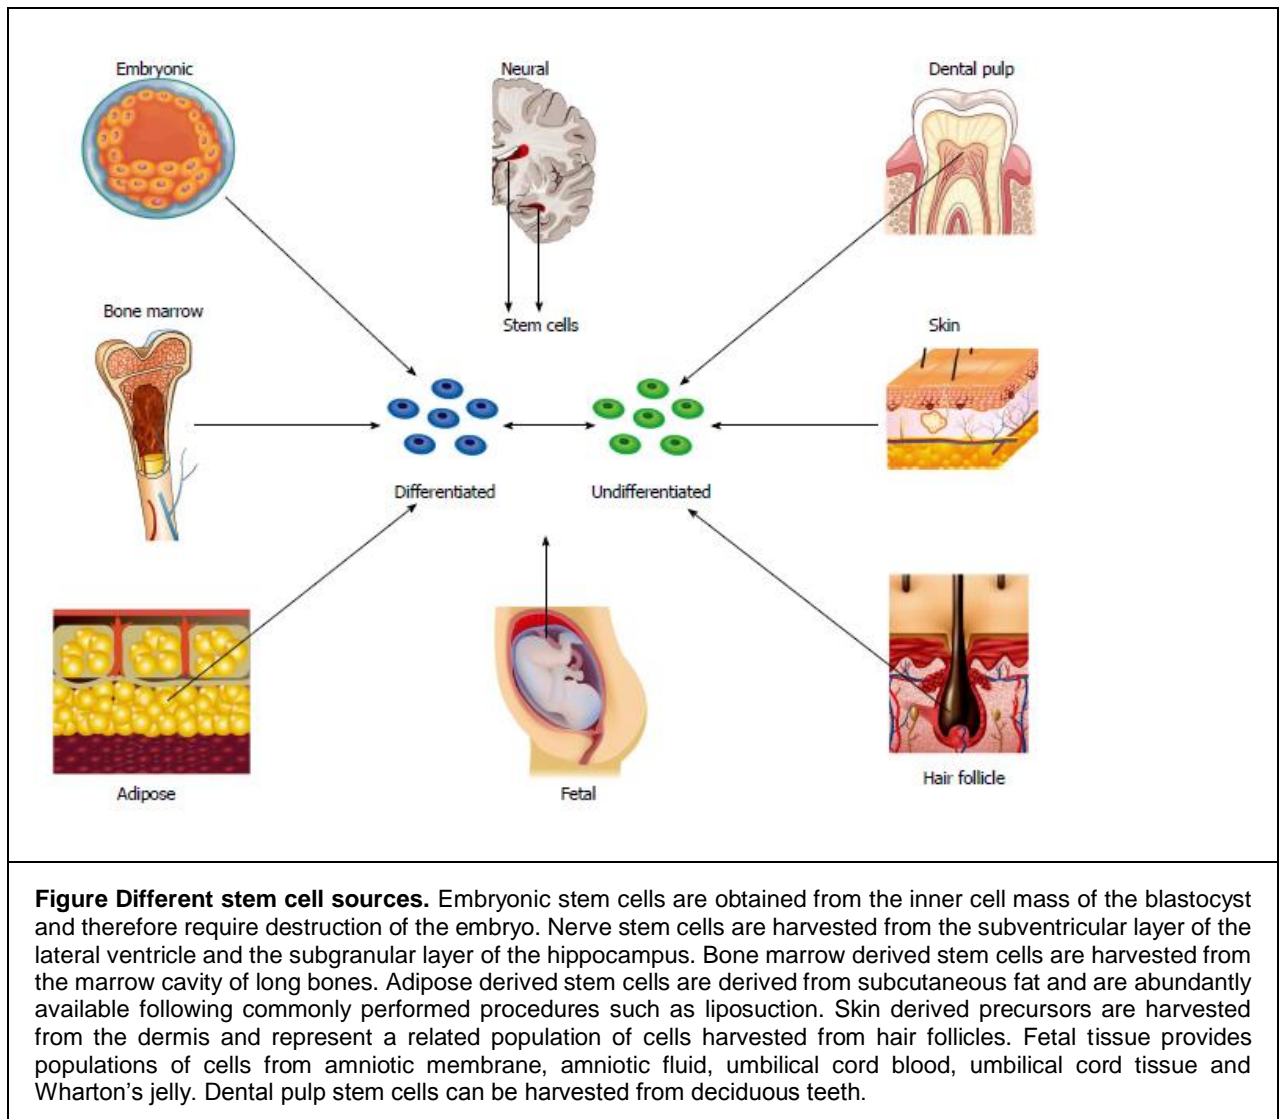 Embryonic
Neural
Dental pulp
Bone marrow
Stem cells
Skin
Differentiated
Undifferentiated
Adipose
Fetal
Hair follicle
Figure Different stem cell sources. Embryonic stem cells are obtained from the inner cell mass of the blastocyst
and therefore require destruction of the embryo. Nerve stem cells are harvested from the subventricular layer of the
lateral ventricle and the subgranular layer of the hippocampus. Bone marrow derived stem cells are harvested from
the marrow cavity of long bones. Adipose derived stem cells are derived from subcutaneous fat and are abundantly
available following commonly performed procedures such as liposuction. Skin derived precursors are harvested
from the dermis and represent a related population of cells harvested from hair follicles. Fetal tissue provides
populations of cells from amniotic membrane, amniotic fluid, umbilical cord blood, umbilical cord tissue and
Wharton’s jelly. Dental pulp stem cells can be harvested from deciduous teeth.